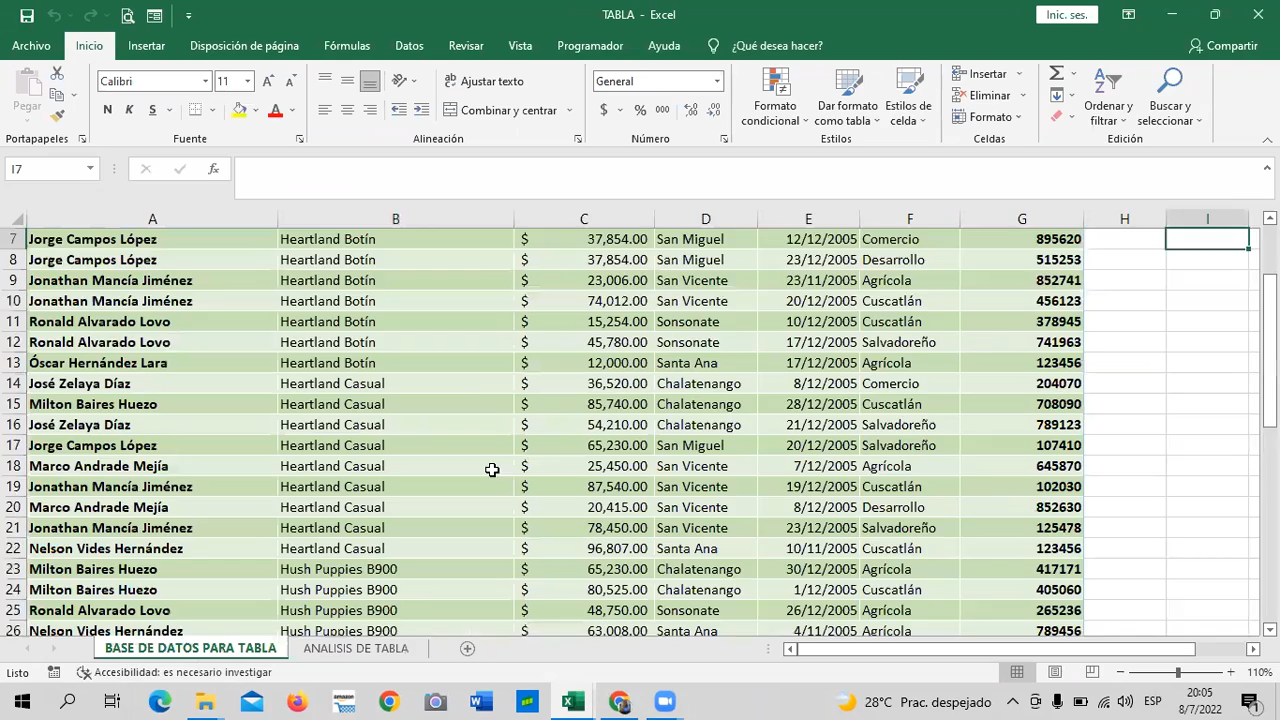 TABLA - Excel
Inic. ses.
Archivo Inicio Insertar Disposición de página Fórmulas Datos Revisar Vista Programador Ayuda ¿Qué desea hacer? Compartir
Pegar
Calibri 11
N K S
Ajustar texto
Combinar y centrar
General
$ % 000
Formato condicional
Dar formato como tabla
Estilos de celda
Insertar
Eliminar
Formato
Ordenar y filtrar
Buscar y seleccionar
Portapapeles Fuente Alineación Número Estilos Celdas Edición
I7 fx
A B C D E F G H I
7 Jorge Campos López Heartland Botín $ 37,854.00 San Miguel 12/12/2005 Comercio 895620
8 Jorge Campos López Heartland Botín $ 37,854.00 San Miguel 23/12/2005 Desarrollo 515253
9 Jonathan Mancía Jiménez Heartland Botín $ 23,006.00 San Vicente 23/11/2005 Agrícola 852741
10 Jonathan Mancía Jiménez Heartland Botín $ 74,012.00 San Vicente 20/12/2005 Cuscatlán 456123
11 Ronald Alvarado Lovo Heartland Botín $ 15,254.00 Sonsonate 10/12/2005 Cuscatlán 378945
12 Ronald Alvarado Lovo Heartland Botín $ 45,780.00 Sonsonate 17/12/2005 Salvadoreño 741963
13 Óscar Hernández Lara Heartland Botín $ 12,000.00 Santa Ana 17/12/2005 Agrícola 123456
14 José Zelaya Díaz Heartland Casual $ 36,520.00 Chalatenango 8/12/2005 Comercio 204070
15 Milton Baires Huezo Heartland Casual $ 85,740.00 Chalatenango 28/12/2005 Cuscatlán 708090
16 José Zelaya Díaz Heartland Casual $ 54,210.00 Chalatenango 21/12/2005 Salvadoreño 789123
17 Jorge Campos López Heartland Casual $ 65,230.00 San Miguel 20/12/2005 Salvadoreño 107410
18 Marco Andrade Mejía Heartland Casual $ 25,450.00 San Vicente 7/12/2005 Agrícola 645870
19 Jonathan Mancía Jiménez Heartland Casual $ 87,540.00 San Vicente 19/12/2005 Cuscatlán 102030
20 Marco Andrade Mejía Heartland Casual $ 20,415.00 San Vicente 8/12/2005 Desarrollo 852630
21 Jonathan Mancía Jiménez Heartland Casual $ 78,450.00 San Vicente 23/12/2005 Salvadoreño 125478
22 Nelson Vides Hernández Heartland Casual $ 96,807.00 Santa Ana 10/11/2005 Cuscatlán 123456
23 Milton Baires Huezo Hush Puppies B900 $ 65,230.00 Chalatenango 30/12/2005 Agrícola 417171
24 Milton Baires Huezo Hush Puppies B900 $ 80,525.00 Chalatenango 1/12/2005 Cuscatlán 405060
25 Ronald Alvarado Lovo Hush Puppies B900 $ 48,750.00 Sonsonate 26/12/2005 Agrícola 265236
26 Nelson Vides Hernández Hush Puppies B900 $ 63,008.00 Santa Ana 4/11/2005 Agrícola 789456
BASE DE DATOS PARA TABLA ANALISIS DE TABLA
Listo Accesibilidad: es necesario investigar 110%
28°C Prac. despejado ESP 20:05
8/7/2022